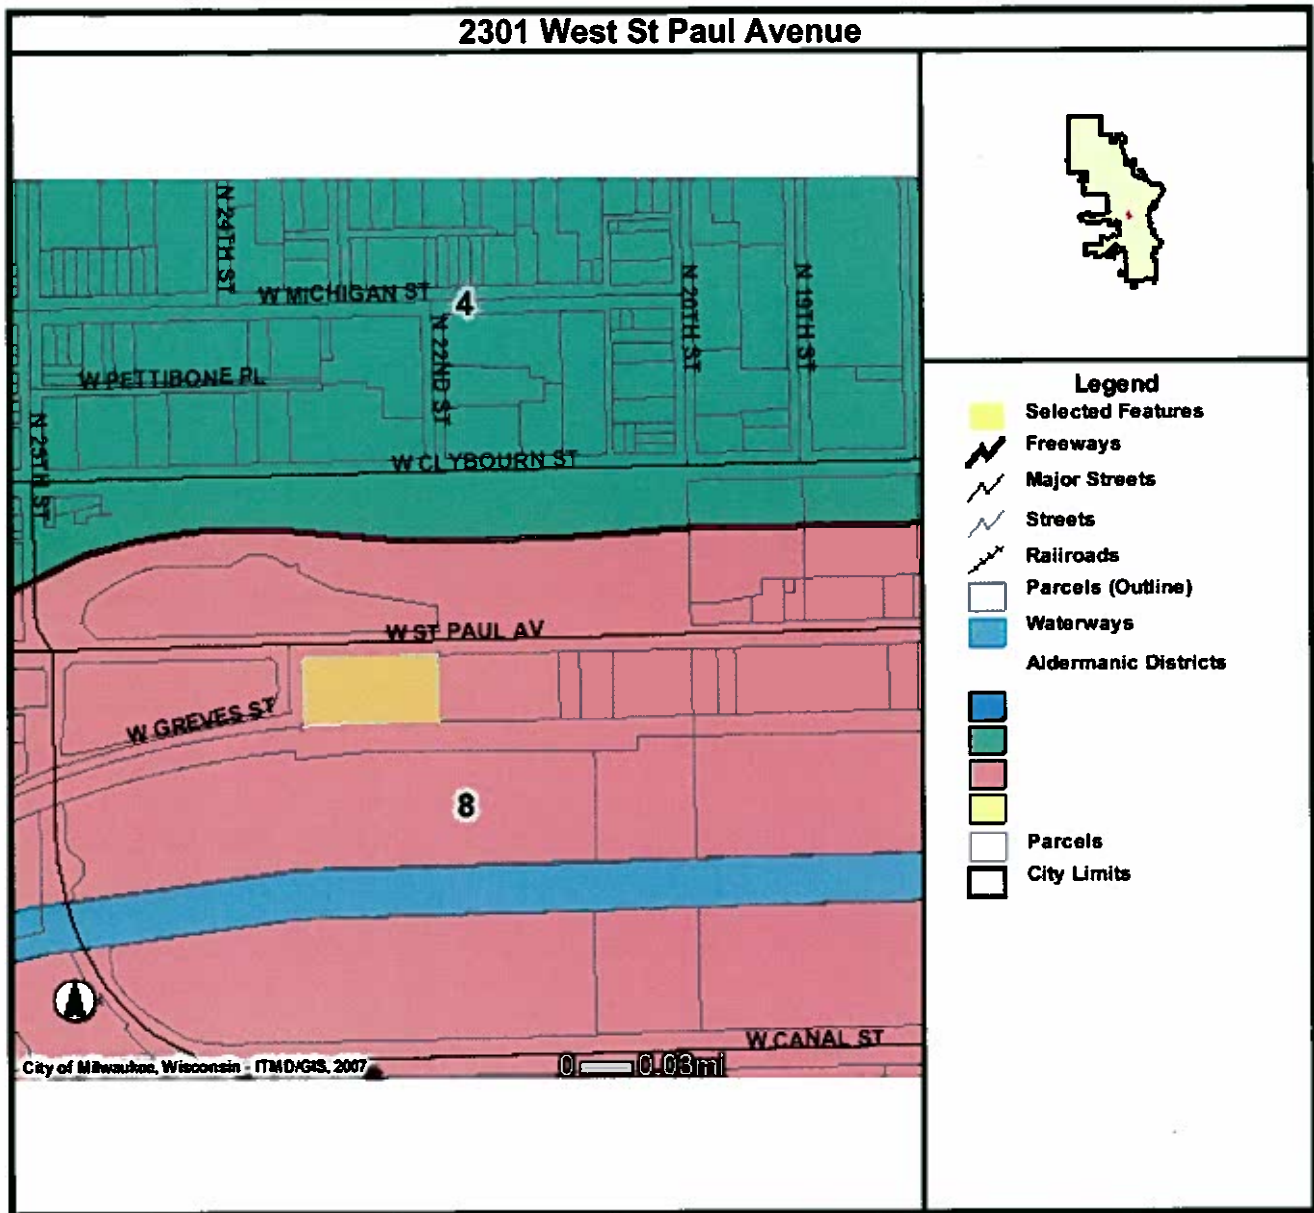 2301 West St Paul Avenue
N 24TH ST
W MICHIGAN ST
4
N 20TH ST
N 19TH ST
N 22ND ST
W PETTIBONE PL
N 25TH ST
W CLYBOURN ST
W ST PAUL AV
W GREVES ST
8
W CANAL ST
City of Milwaukee, Wisconsin - ITMD/GIS, 2007
0 0.03mi
Legend
Selected Features
Freeways
Major Streets
Streets
Railroads
Parcels (Outline)
Waterways
Aldermanic Districts
Parcels
City Limits